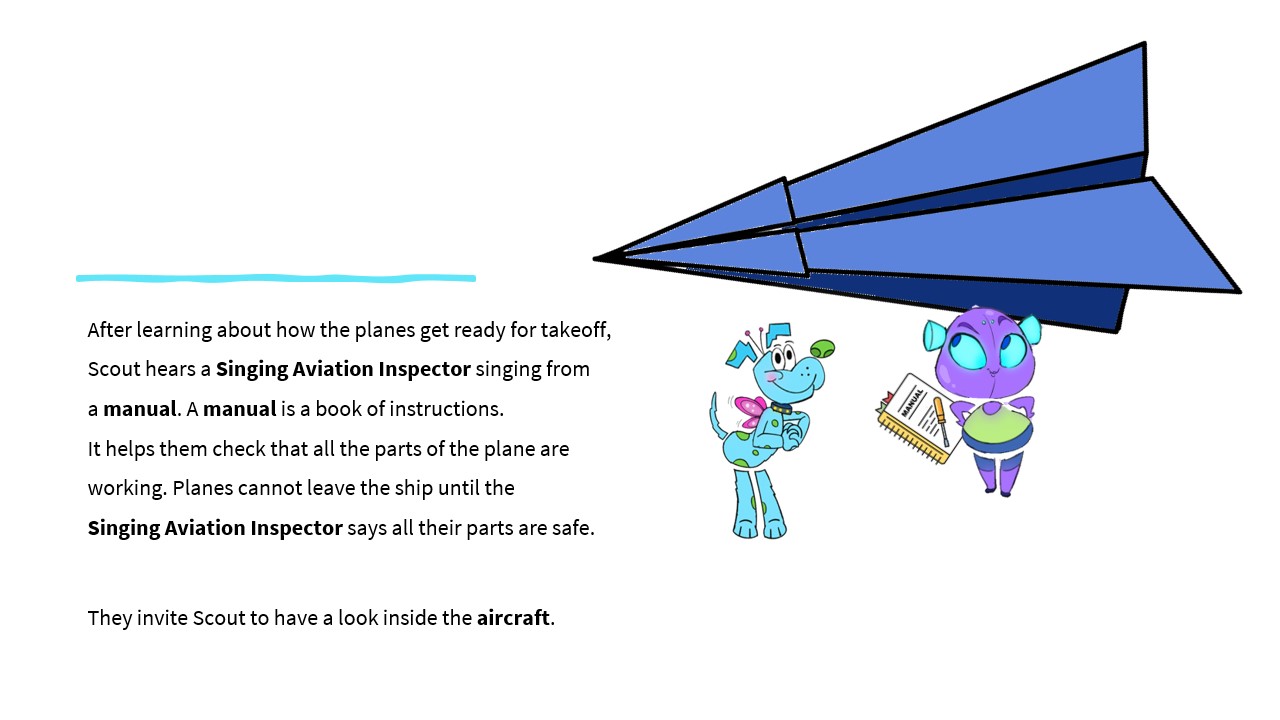 After learning about how the planes get ready for takeoff,
Scout hears a Singing Aviation Inspector singing from
a manual. A manual is a book of instructions.
It helps them check that all the parts of the plane are
working. Planes cannot leave the ship until the
Singing Aviation Inspector says all their parts are safe.
They invite Scout to have a look inside the aircraft.
MANUAL